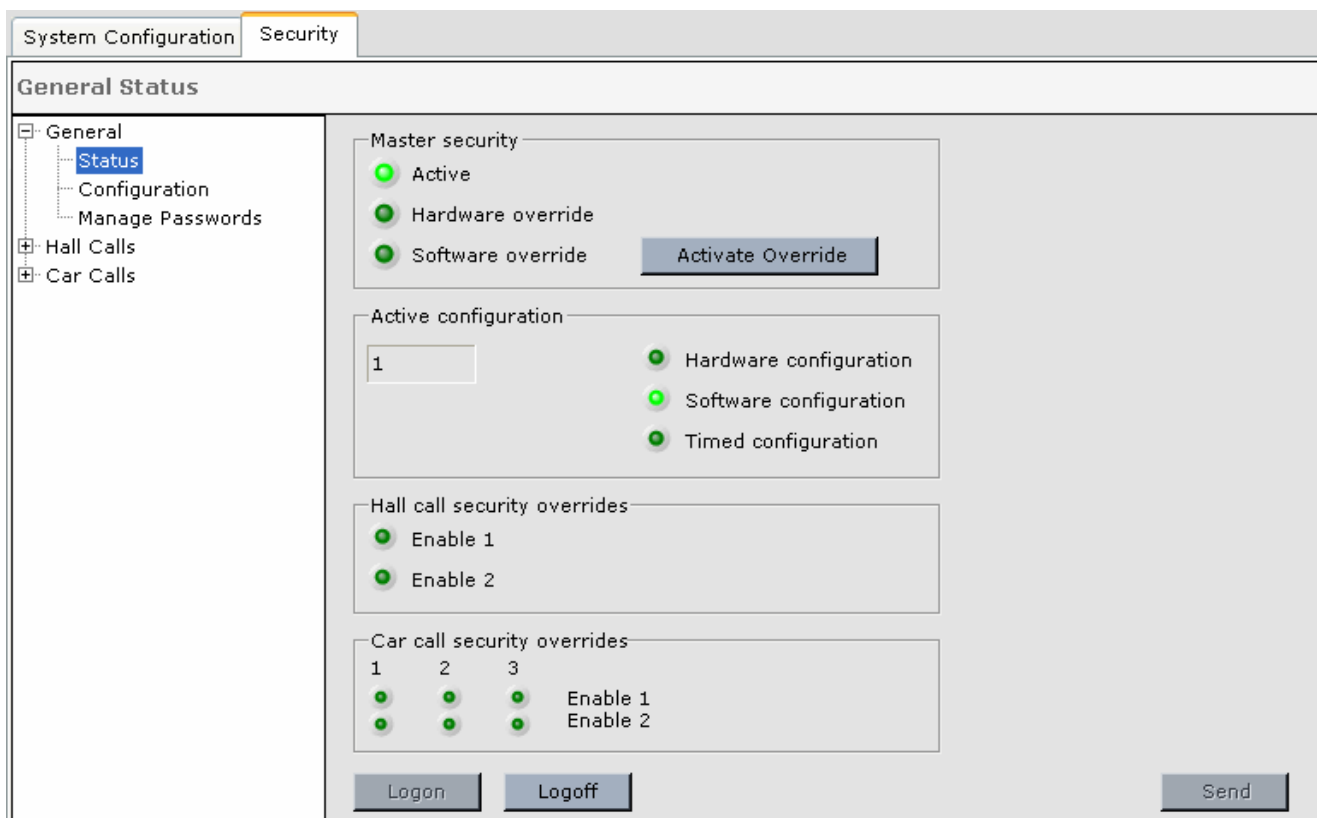 System Configuration
Security
General Status
General
Status
Configuration
Manage Passwords
Hall Calls
Car Calls
Master security
Active
Hardware override
Software override
Activate Override
Active configuration
1
Hardware configuration
Software configuration
Timed configuration
Hall call security overrides
Enable 1
Enable 2
Car call security overrides
1 2 3
Enable 1
Enable 2
Logon
Logoff
Send